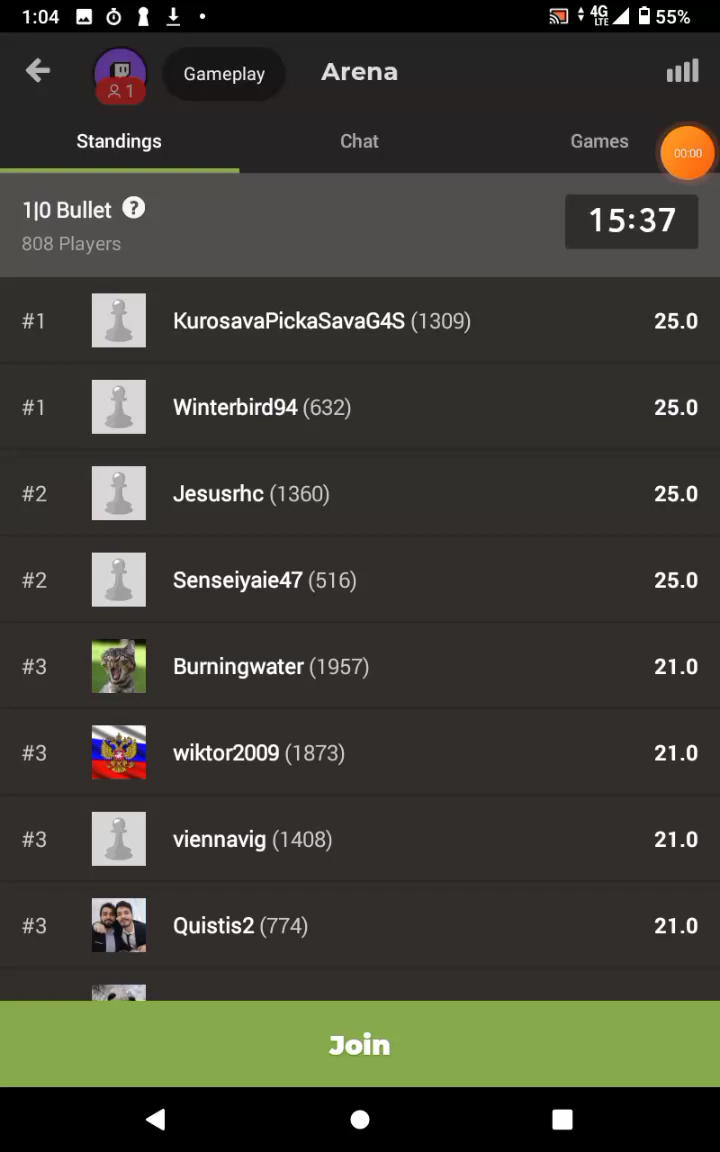 1:04
4G
LTE
55%
1
Gameplay
Arena
Standings
Chat
Games
00:00
1|0 Bullet ?
15:37
808 Players
#1 KurosavaPickaSavaG4S (1309) 25.0
#1 Winterbird94 (632) 25.0
#2 Jesusrhc (1360) 25.0
#2 Senseiyaie47 (516) 25.0
#3 Burningwater (1957) 21.0
#3 wiktor2009 (1873) 21.0
#3 viennavig (1408) 21.0
#3 Quistis2 (774) 21.0
Join